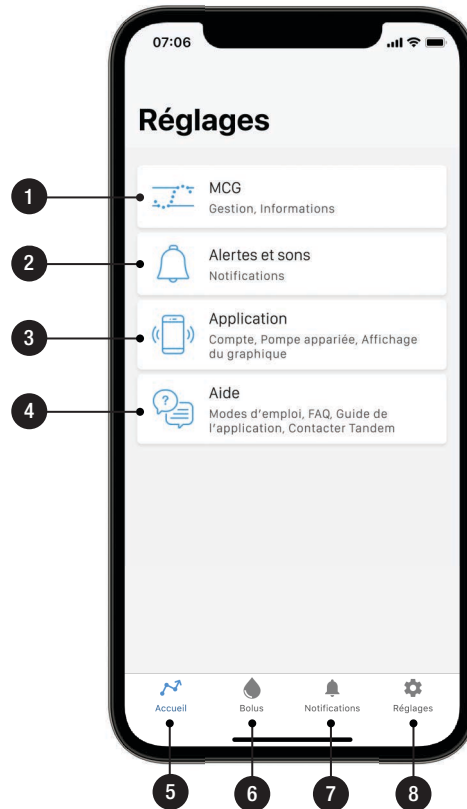 07:06
Réglages
1
MCG
Gestion, Informations
2
Alertes et sons
Notifications
3
Application
Compte, Pompe appariée, Affichage
du graphique
4
Aide
?
Modes d'emploi, FAQ, Guide de
l'application, Contacter Tandem
Accueil
Bolus
Notifications
Réglages
5
6
7
8